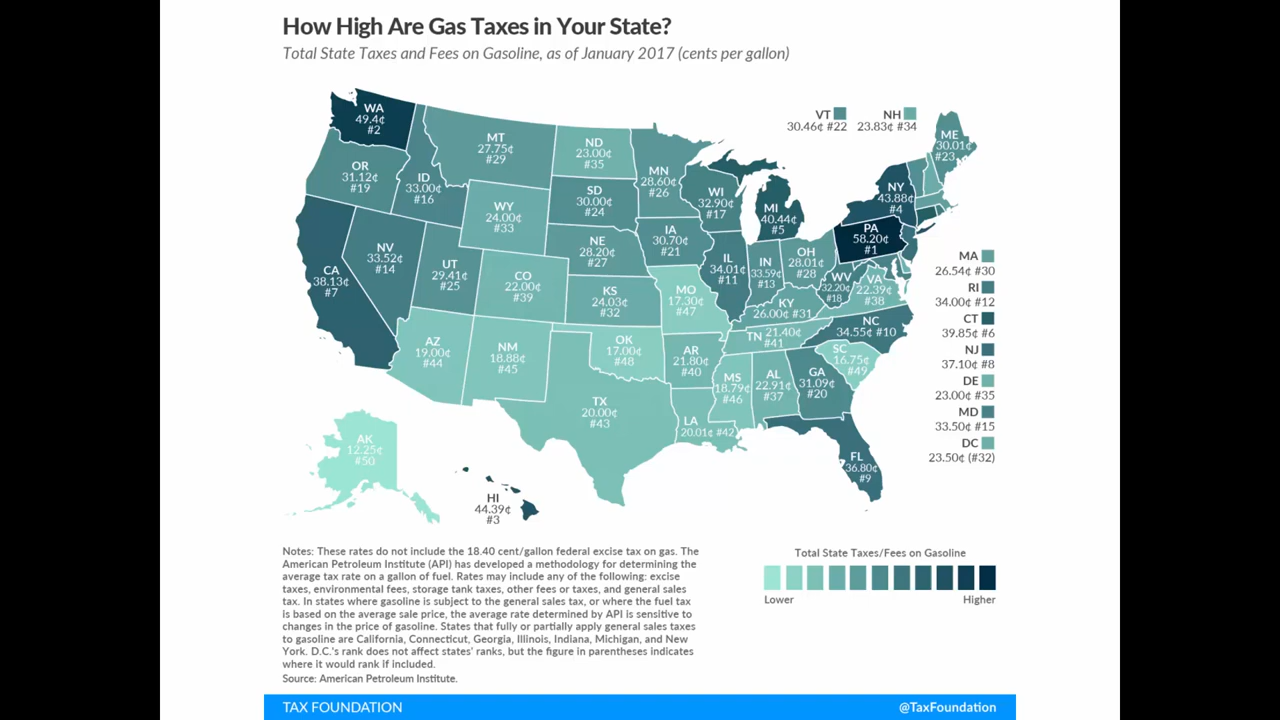 How High Are Gas Taxes in Your State?
Total State Taxes and Fees on Gasoline, as of January 2017 (cents per gallon)
WA
49.4¢
#2
OR
31.12¢
#19
CA
38.13¢
#7
NV
33.52¢
#14
ID
33.00¢
#16
MT
27.75¢
#29
WY
24.00¢
#33
UT
29.41¢
#25
CO
22.00¢
#39
AZ
19.00¢
#44
NM
18.88¢
#45
ND
23.00¢
#35
SD
30.00¢
#24
NE
28.20¢
#27
KS
24.03¢
#32
OK
17.00¢
#48
TX
20.00¢
#43
MN
28.60¢
#26
IA
30.70¢
#21
MO
17.30¢
#47
AR
21.80¢
#40
LA
20.01¢ #42
WI
32.90¢
#17
IL
34.01¢
#11
MI
40.44¢
#5
IN
33.59¢
#13
OH
28.01¢
#28
KY
26.00¢ #31
TN 21.40¢
#41
MS
18.79¢
#46
AL
22.91¢
#37
GA
31.09¢
#20
FL
36.80¢
#9
SC
16.75¢
#49
NC
34.55¢ #10
VA
22.39¢
#38
WV
32.20¢
#18
PA
58.20¢
#1
NY
43.88¢
#4
ME
30.01¢
#23
VT
30.46¢ #22
NH
23.83¢ #34
MA
26.54¢ #30
RI
34.00¢ #12
CT
39.85¢ #6
NJ
37.10¢ #8
DE
23.00¢ #35
MD
33.50¢ #15
DC
23.50¢ (#32)
AK
12.25¢
#50
HI
44.39¢
#3
Notes: These rates do not include the 18.40 cent/gallon federal excise tax on gas. The
American Petroleum Institute (API) has developed a methodology for determining the
average tax rate on a gallon of fuel. Rates may include any of the following: excise
taxes, environmental fees, storage tank taxes, other fees or taxes, and general sales
tax. In states where gasoline is subject to the general sales tax, or where the fuel tax
is based on the average sale price, the average rate determined by API is sensitive to
changes in the price of gasoline. States that fully or partially apply general sales taxes
to gasoline are California, Connecticut, Georgia, Illinois, Indiana, Michigan, and New
York. D.C.'s rank does not affect states' ranks, but the figure in parentheses indicates
where it would rank if included.
Source: American Petroleum Institute.
Total State Taxes/Fees on Gasoline
Lower
Higher
TAX FOUNDATION
@TaxFoundation